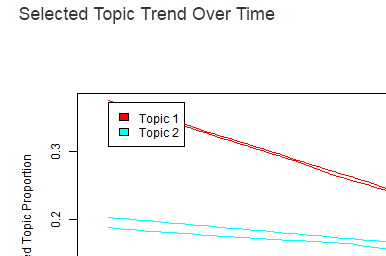 Selected Topic Trend Over Time
Topic 1
Topic 2
0.3
0.2
Topic Proportion